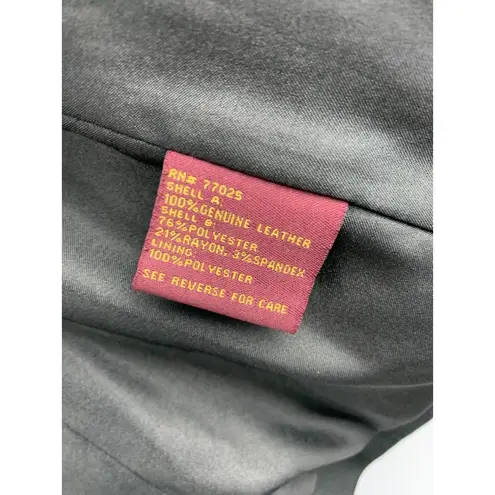 RN# 77025
SHELL A:
100%GENUINE LEATHER
SHELL B:
76%POLYESTER
21%RAYON, 3%SPANDEX
LINING:
100%POLYESTER
SEE REVERSE FOR CARE